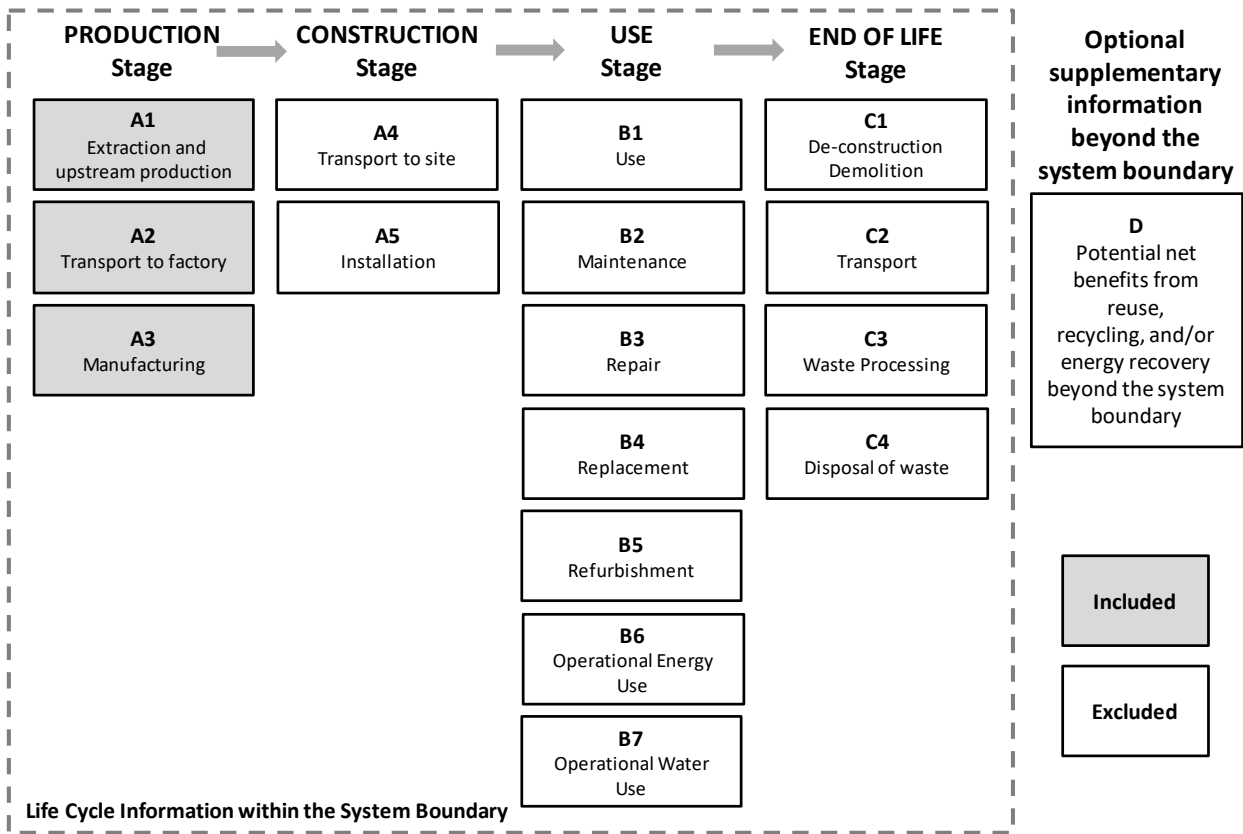 PRODUCTION
Stage
CONSTRUCTION
Stage
USE
Stage
END OF LIFE
Stage
A1
Extraction and
upstream production
A2
Transport to factory
A3
Manufacturing
A4
Transport to site
A5
Installation
B1
Use
B2
Maintenance
B3
Repair
B4
Replacement
B5
Refurbishment
B6
Operational Energy
Use
B7
Operational Water
Use
C1
De-construction
Demolition
C2
Transport
C3
Waste Processing
C4
Disposal of waste
Life Cycle Information within the System Boundary
Optional
supplementary
information
beyond the
system boundary
D
Potential net
benefits from
reuse,
recycling, and/or
energy recovery
beyond the system
boundary
Included
Excluded